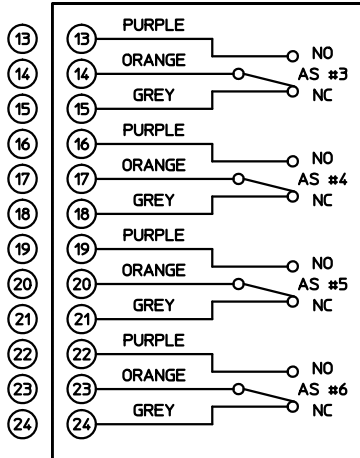 13 13 PURPLE NO
14 14 ORANGE AS #3
15 15 GREY NC
16 16 PURPLE NO
17 17 ORANGE AS #4
18 18 GREY NC
19 19 PURPLE NO
20 20 ORANGE AS #5
21 21 GREY NC
22 22 PURPLE NO
23 23 ORANGE AS #6
24 24 GREY NC